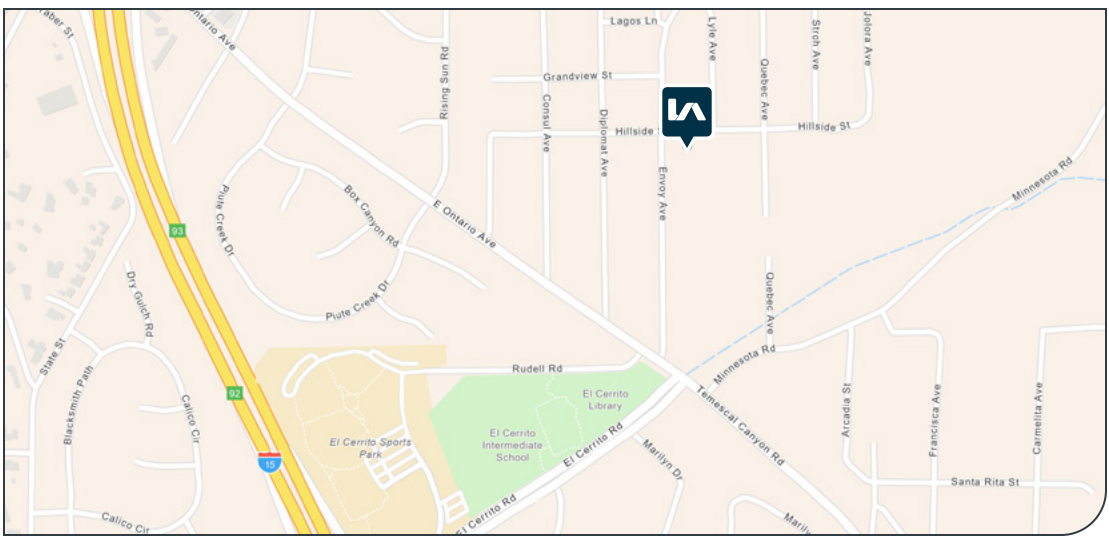 Taber St
Ontario Ave
Lagos Ln
Lyle Ave
Stroh Ave
Jolora Ave
Rising Sun Rd
Grandview St
Consul Ave
Diplomat Ave
Quebec Ave
Hillside
Hillside St
Envoy Ave
Minnesota Rd
Piute Creek Dr
Box Canyon Rd
E Ontario Ave
93
Dry Gulch Rd
Piute Creek Dr
Quebec Ave
State St
Minnesota Rd
Rudell Rd
92
Blacksmith Path
Calico Cir
El Cerrito
Library
Temescal Canyon Rd
Arcadia St
Francisca Ave
Carmelita Ave
El Cerrito Sports
Park
El Cerrito
Intermediate
School
El Cerrito Rd
Marilyn Dr
15
Santa Rita St
El Cerrito Rd
Calico Cir
Marily